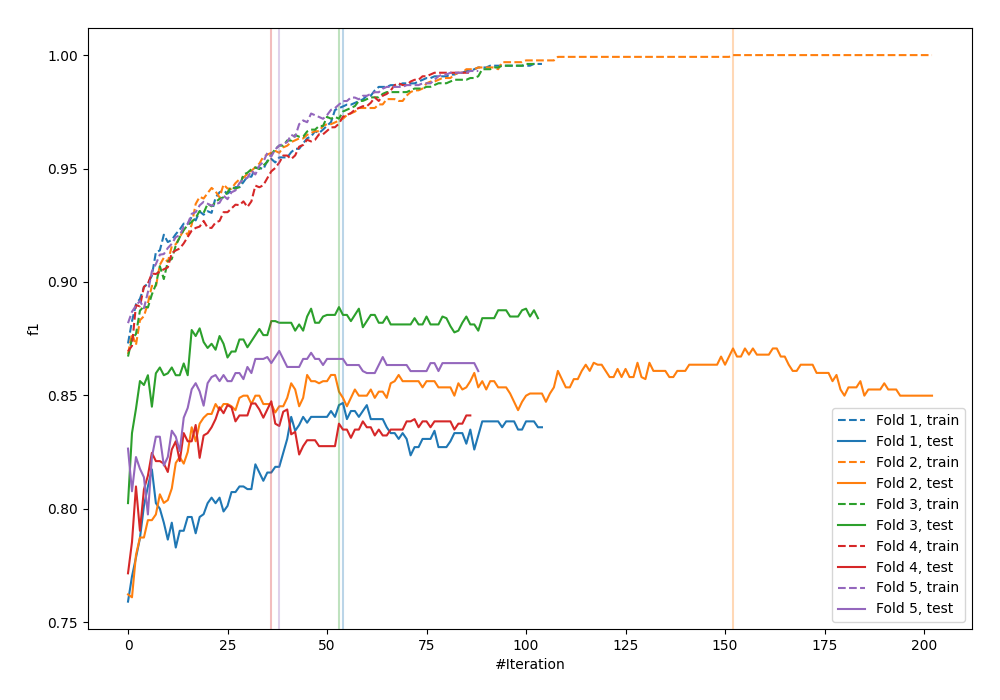 1.00
0.95
0.90
0.85
0.80
0.75
f1
0 25 50 75 100 125 150 175 200
#Iteration
Fold 1, train
Fold 1, test
Fold 2, train
Fold 2, test
Fold 3, train
Fold 3, test
Fold 4, train
Fold 4, test
Fold 5, train
Fold 5, test